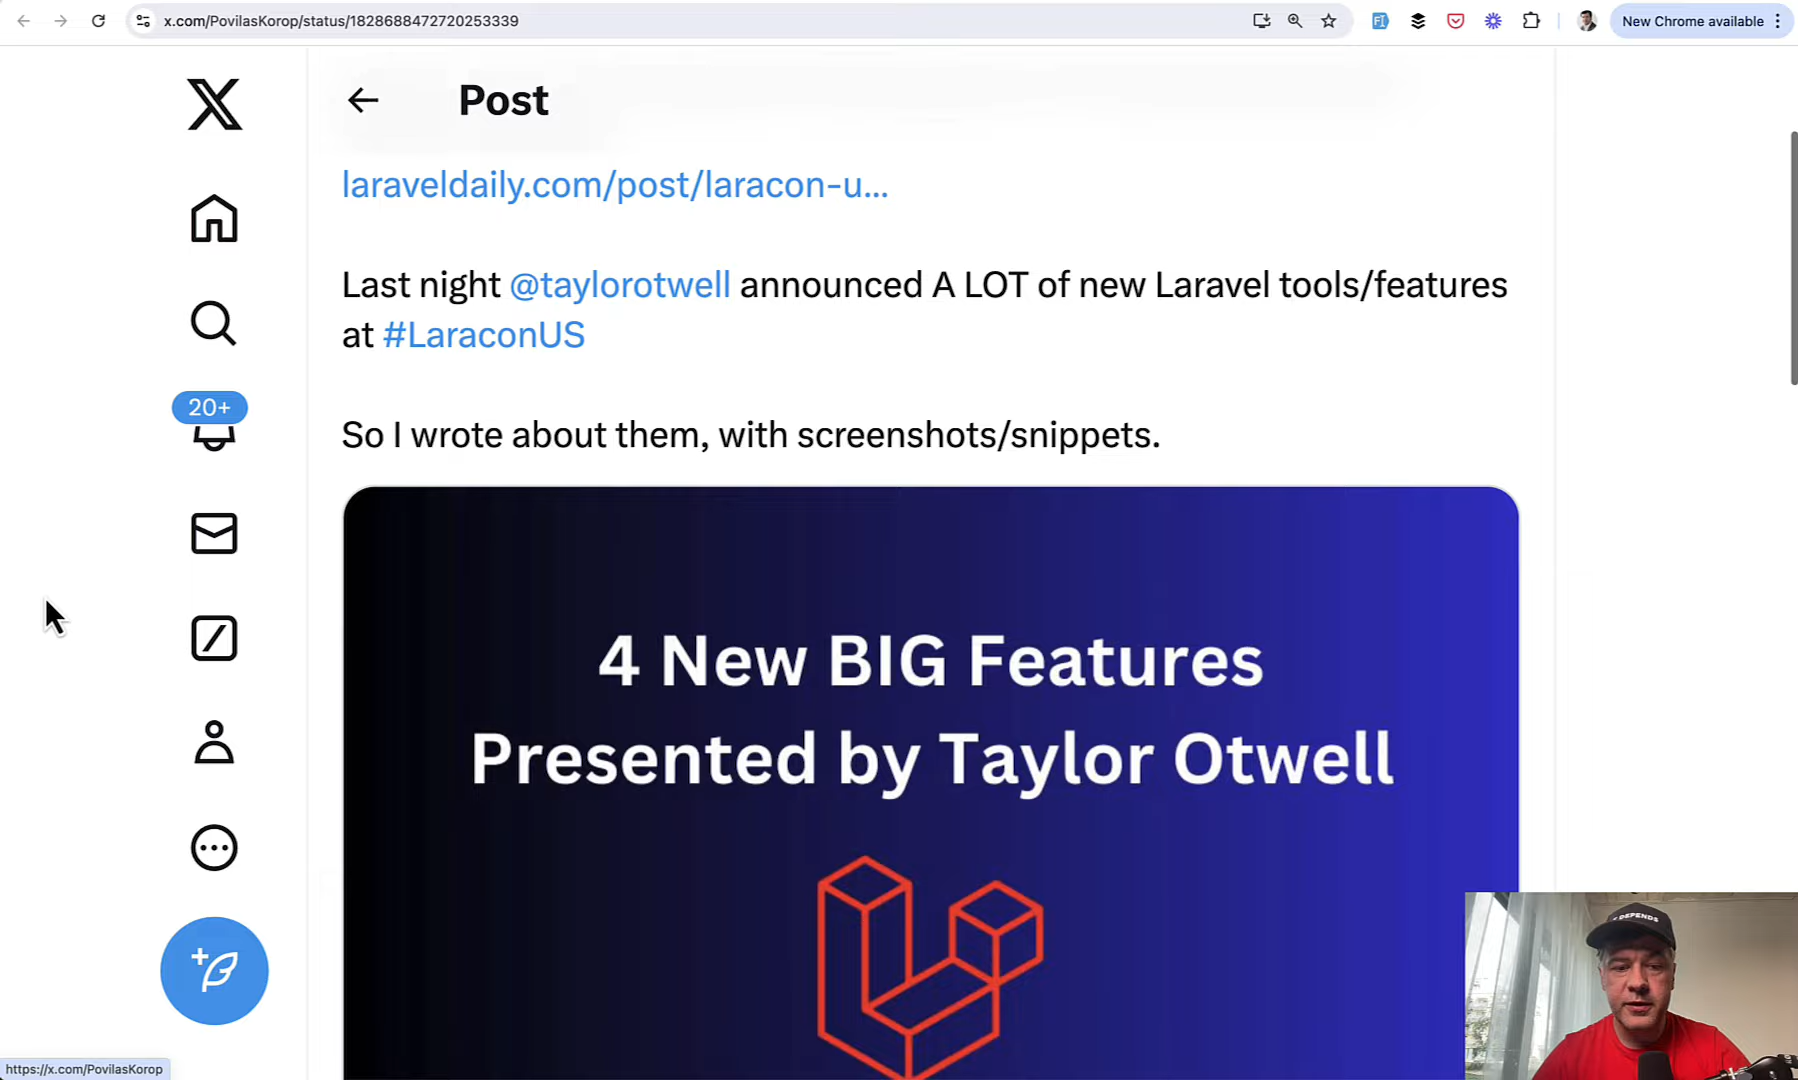 x.com/PovilasKorop/status/1828688472720253339
New Chrome available
Post
laraveldaily.com/post/laracon-u...
Last night @taylorotwell announced A LOT of new Laravel tools/features
at #LaraconUS
20+
So I wrote about them, with screenshots/snippets.
4 New BIG Features
Presented by Taylor Otwell
DEPENDS
https://x.com/PovilasKorop